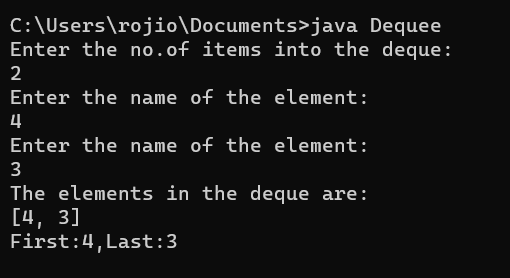 C:\Users\rojio\Documents>java Dequee
Enter the no.of items into the deque:
2
Enter the name of the element:
4
Enter the name of the element:
3
The elements in the deque are:
[4, 3]
First:4,Last:3